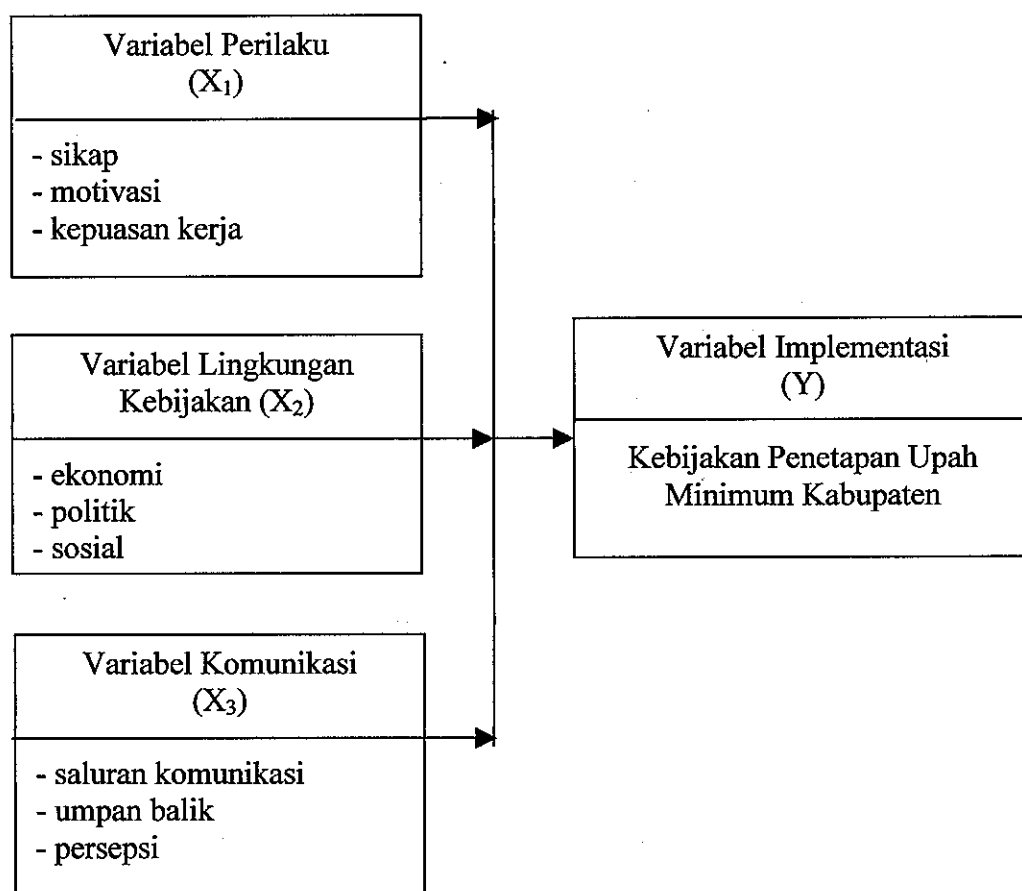 Variabel Perilaku
(X₁)
- sikap
- motivasi
- kepuasan kerja
Variabel Lingkungan
Kebijakan (X₂)
- ekonomi
- politik
- sosial
Variabel Komunikasi
(X₃)
- saluran komunikasi
- umpan balik
- persepsi
Variabel Implementasi
(Y)
Kebijakan Penetapan Upah
Minimum Kabupaten